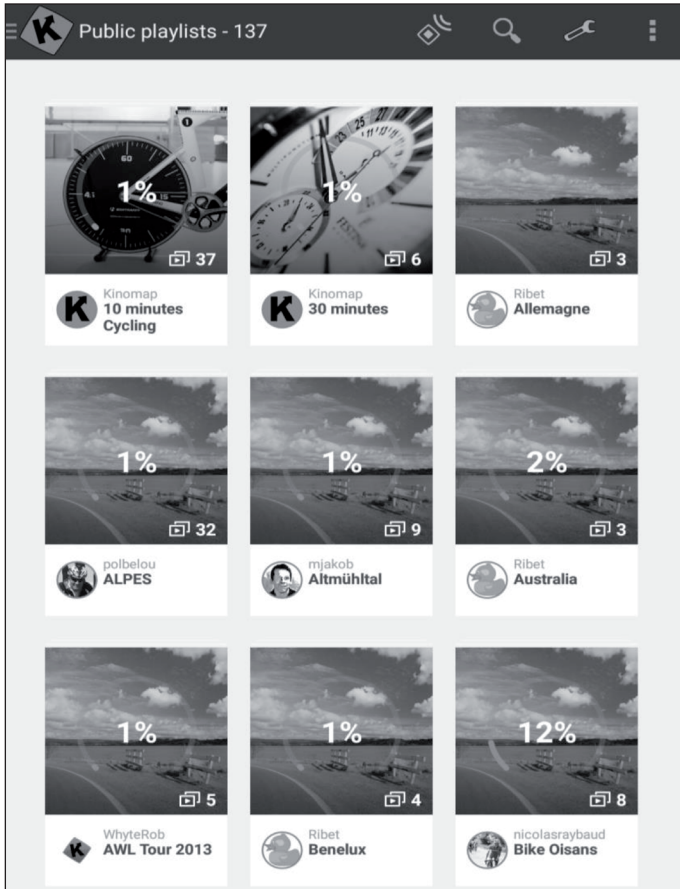 K Public playlists - 137
1%
37
1%
6
3
K Kinomap
10 minutes
Cycling
K Kinomap
30 minutes
Ribet
Allemagne
1%
32
1%
9
2%
3
polbelou
ALPES
mjakob
Altmühltal
Ribet
Australia
1%
5
1%
4
12%
8
WhyteRob
K AWL Tour 2013
Ribet
Benelux
nicolasraybaud
Bike Oisans